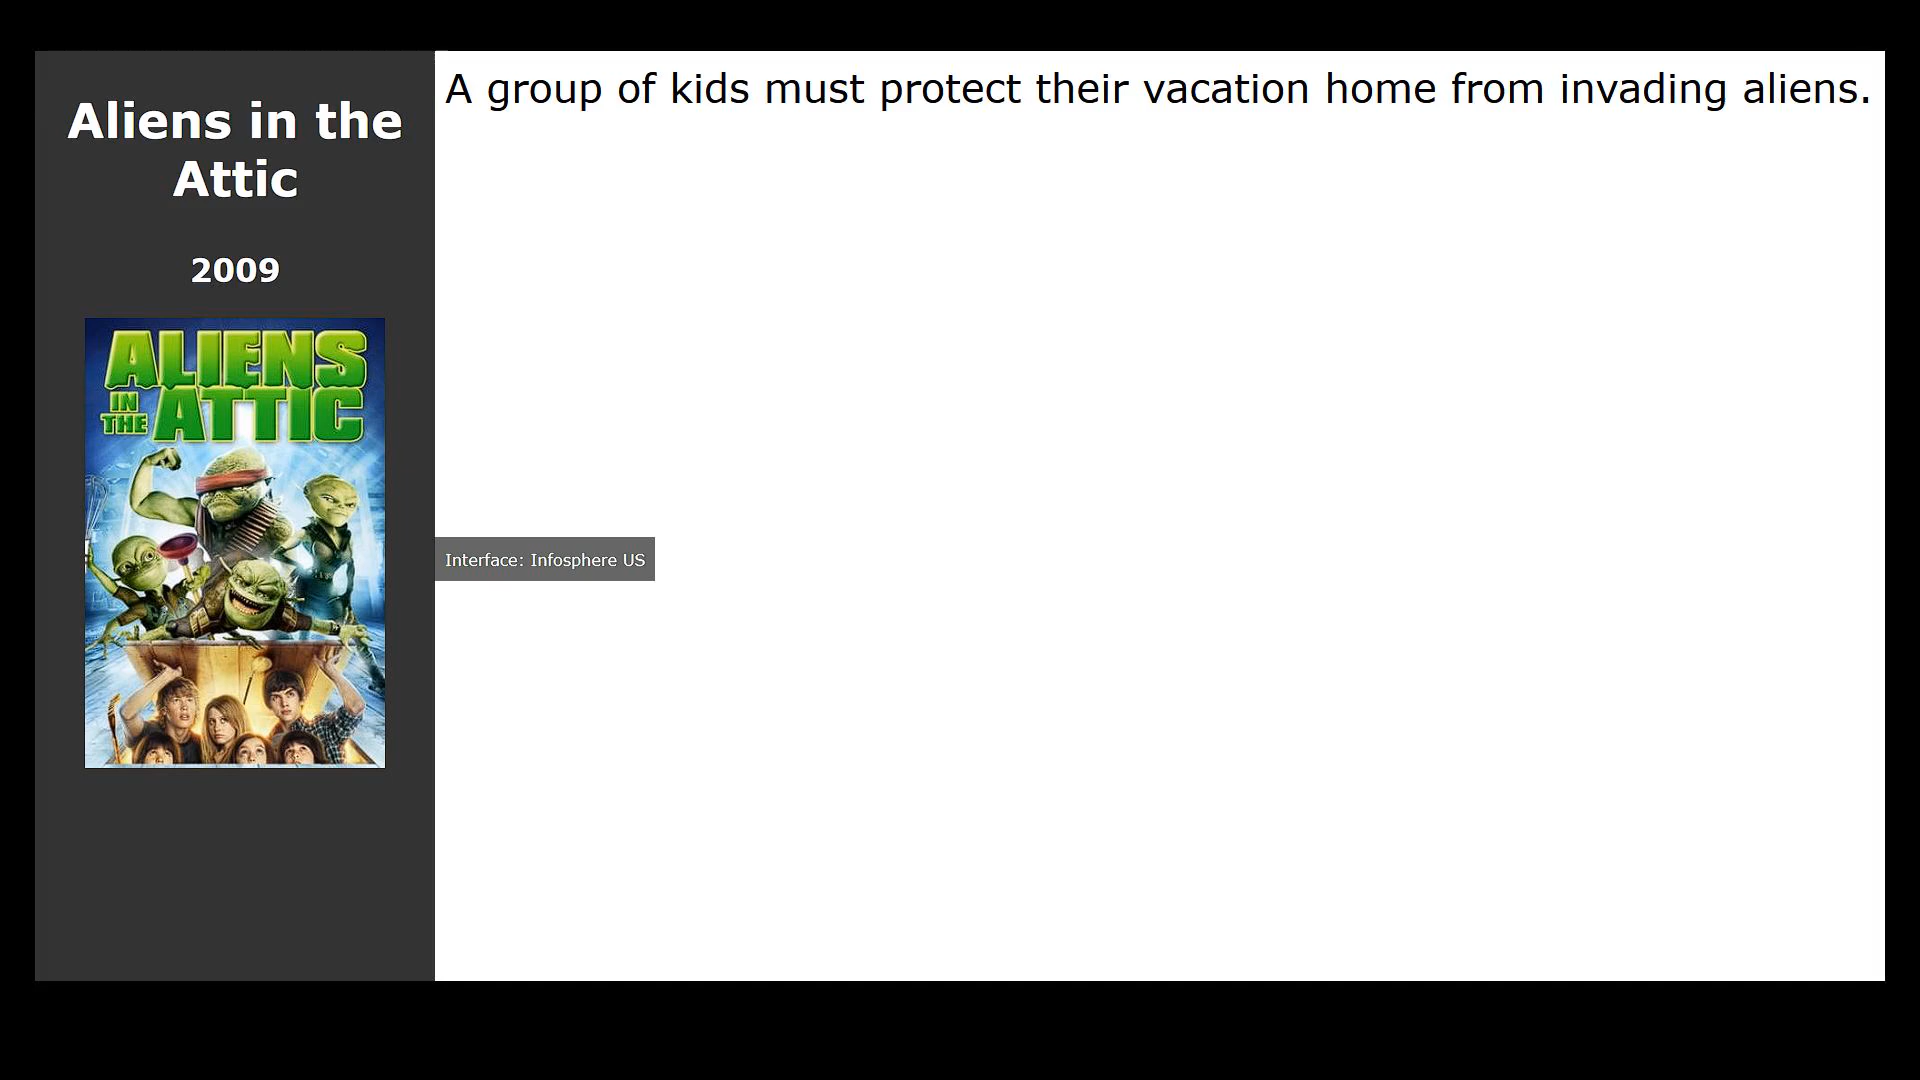 Aliens in the
Attic
2009
ALIENS
IN
THE ATTIC
A group of kids must protect their vacation home from invading aliens.
Interface: Infosphere US